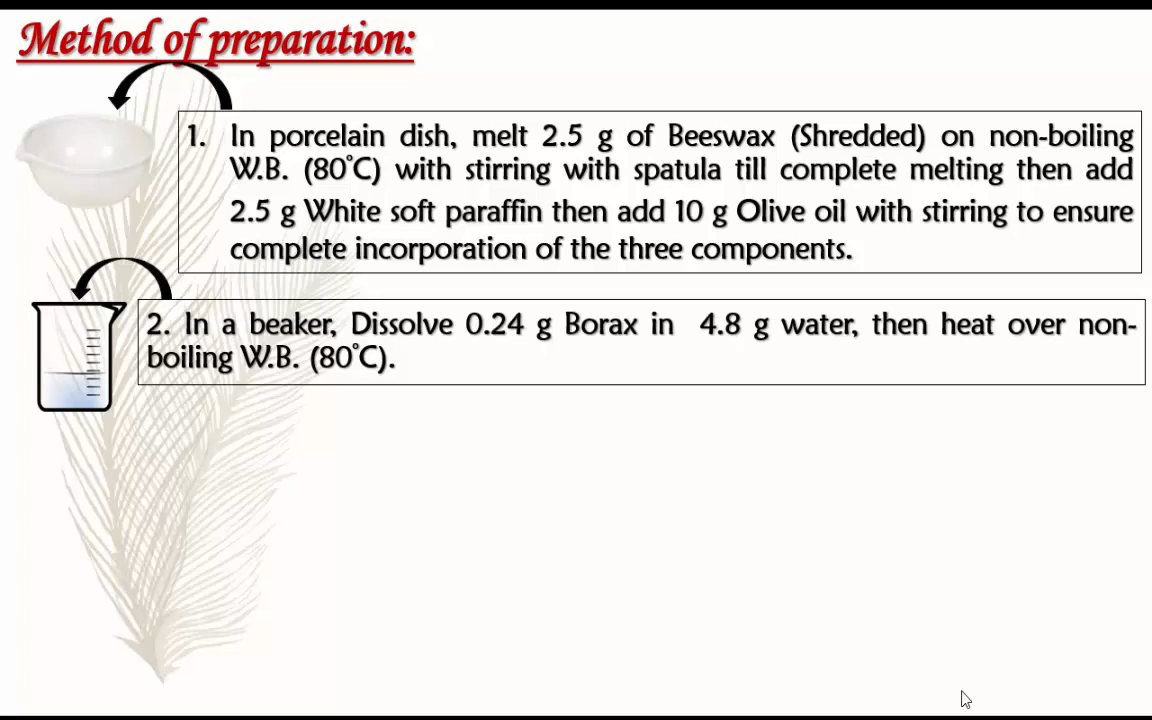 Method of preparation:
1. In porcelain dish, melt 2.5 g of Beeswax (Shredded) on non-boiling
W.B. (80°C) with stirring with spatula till complete melting then add
2.5 g White soft paraffin then add 10 g Olive oil with stirring to ensure
complete incorporation of the three components.
2. In a beaker, Dissolve 0.24 g Borax in 4.8 g water, then heat over non-
boiling W.B. (80°C).